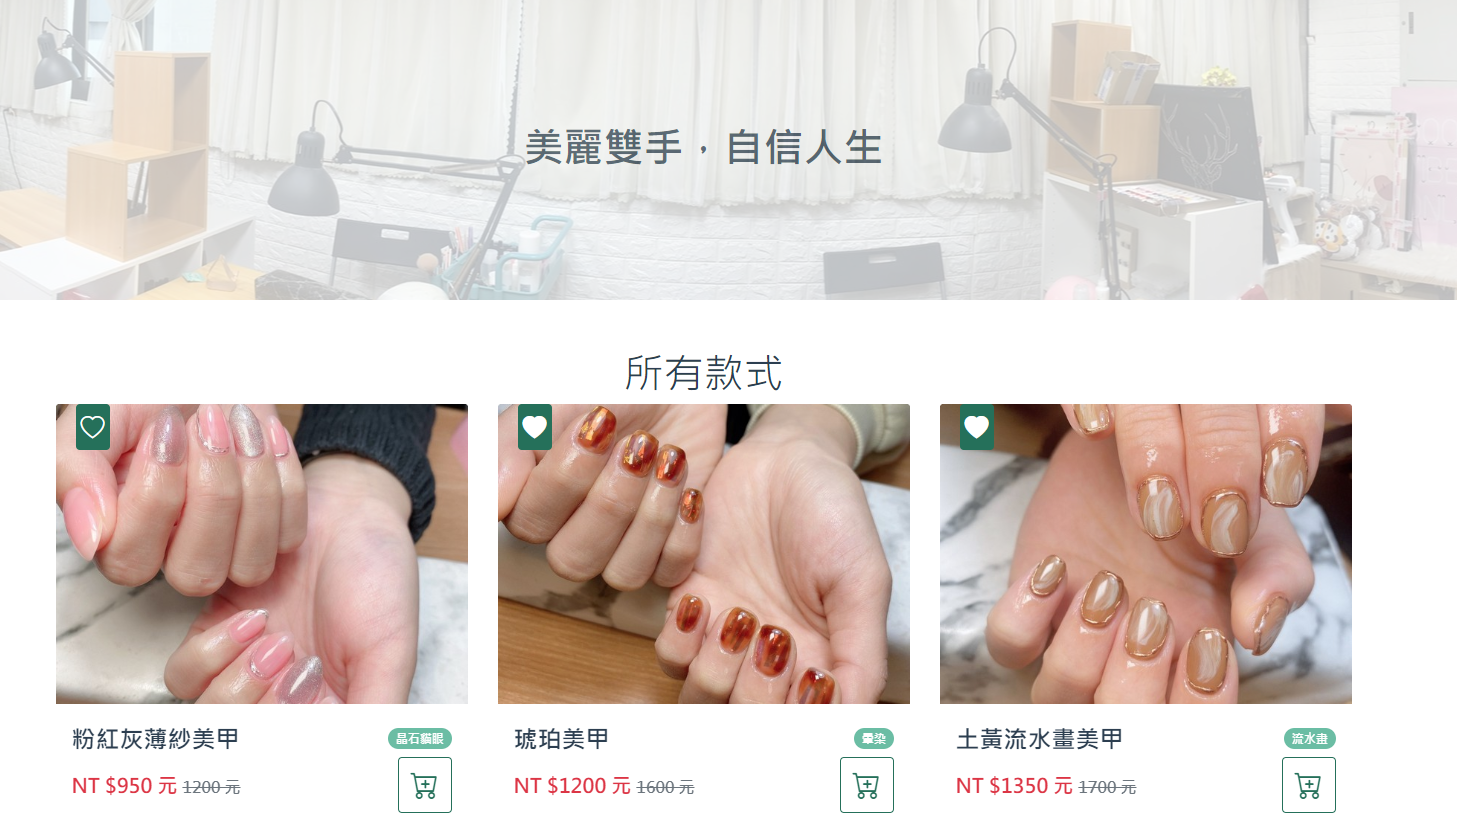 美麗雙手，自信人生
所有款式
粉紅灰薄紗美甲
晶石貓眼
NT $950 元 1200 元
琥珀美甲
暈染
NT $1200 元 1600 元
土黃流水畫美甲
流水畫
NT $1350 元 1700 元